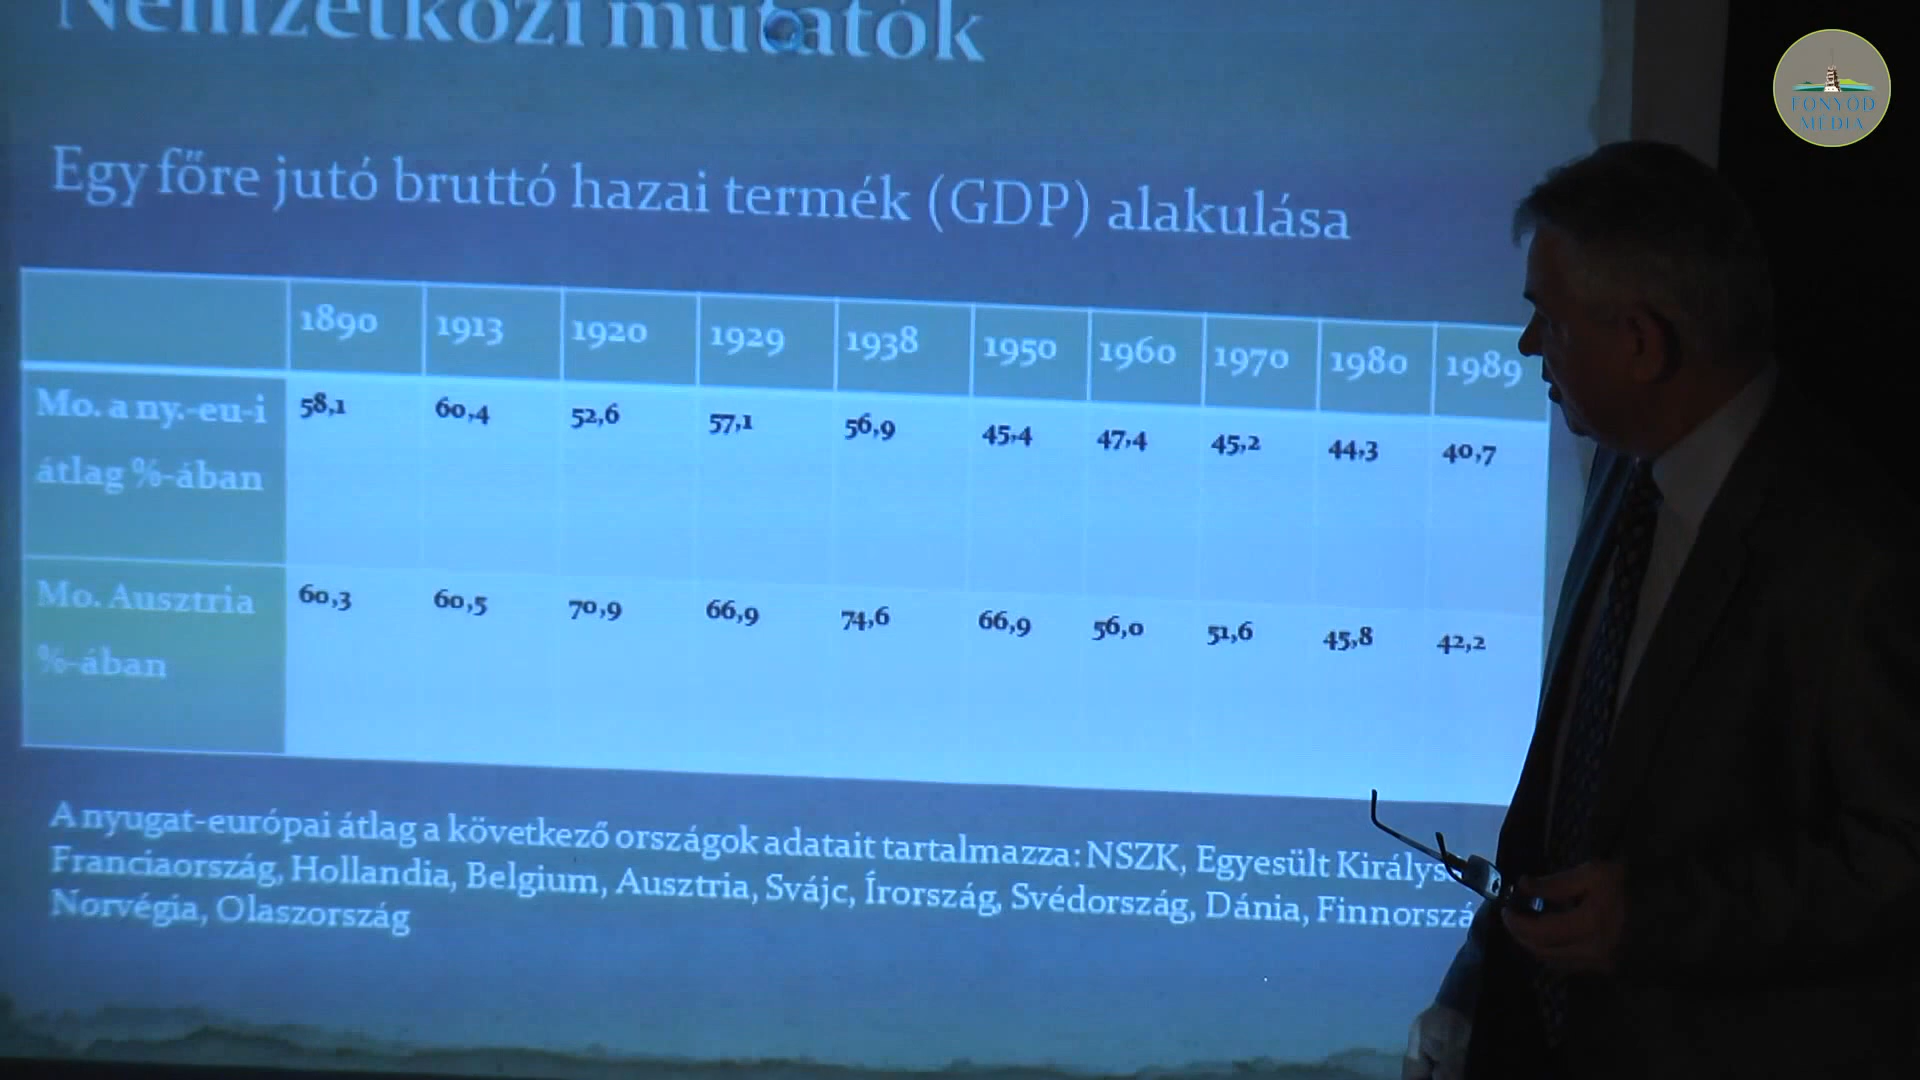 Nemzetközi mutatók
FONYÓD
MÉDIA
Egy főre jutó bruttó hazai termék (GDP) alakulása
1890 1913 1920 1929 1938 1950 1960 1970 1980 1989
Mo. a ny.-eu-i
átlag %-ában
58,1 60,4 52,6 57,1 56,9 45,4 47,4 45,2 44,3 40,7
Mo. Ausztria
%-ában
60,3 60,5 70,9 66,9 74,6 66,9 56,0 51,6 45,8 42,2
A nyugat-európai átlag a következő országok adatait tartalmazza: NSZK, Egyesült
Franciaország, Hollandia, Belgium, Ausztria, Svájc, Írország, Svédország, Dánia,
Norvégia, Olaszország